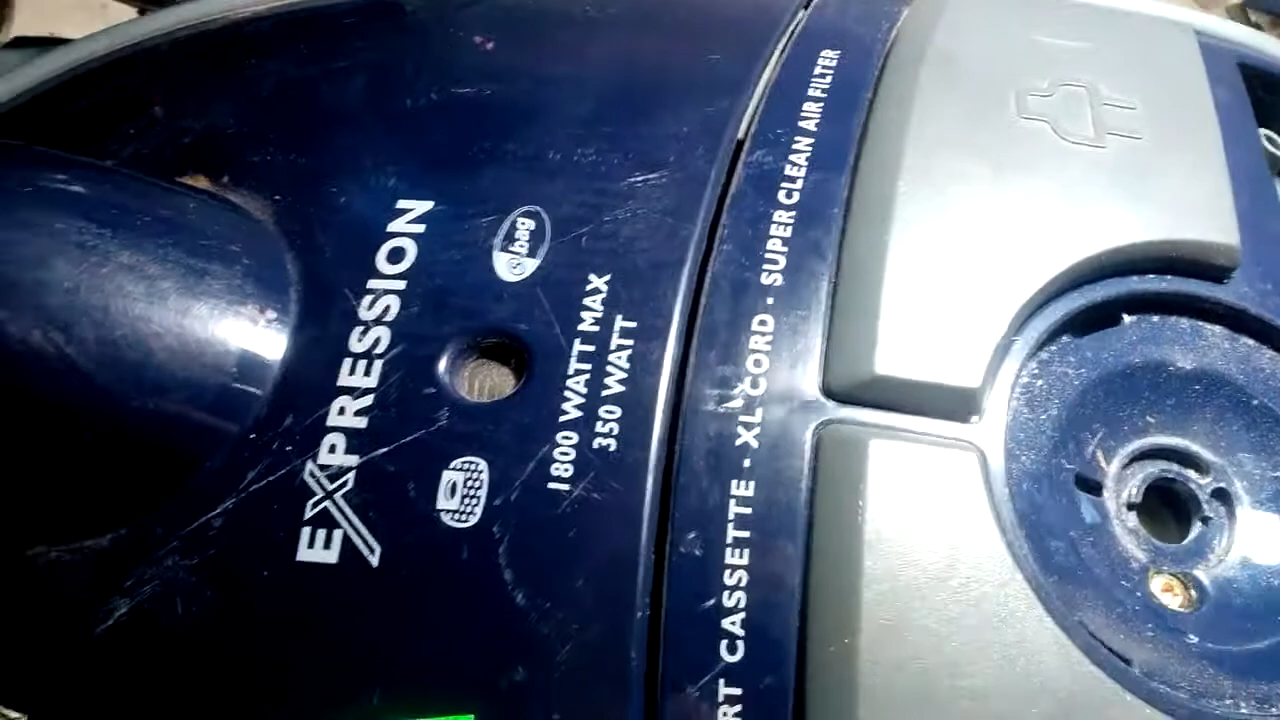 EXPRESSION
s-bag
1800 WATT MAX
350 WATT
RT CASSETTE · XL CORD · SUPER CLEAN AIR FILTER